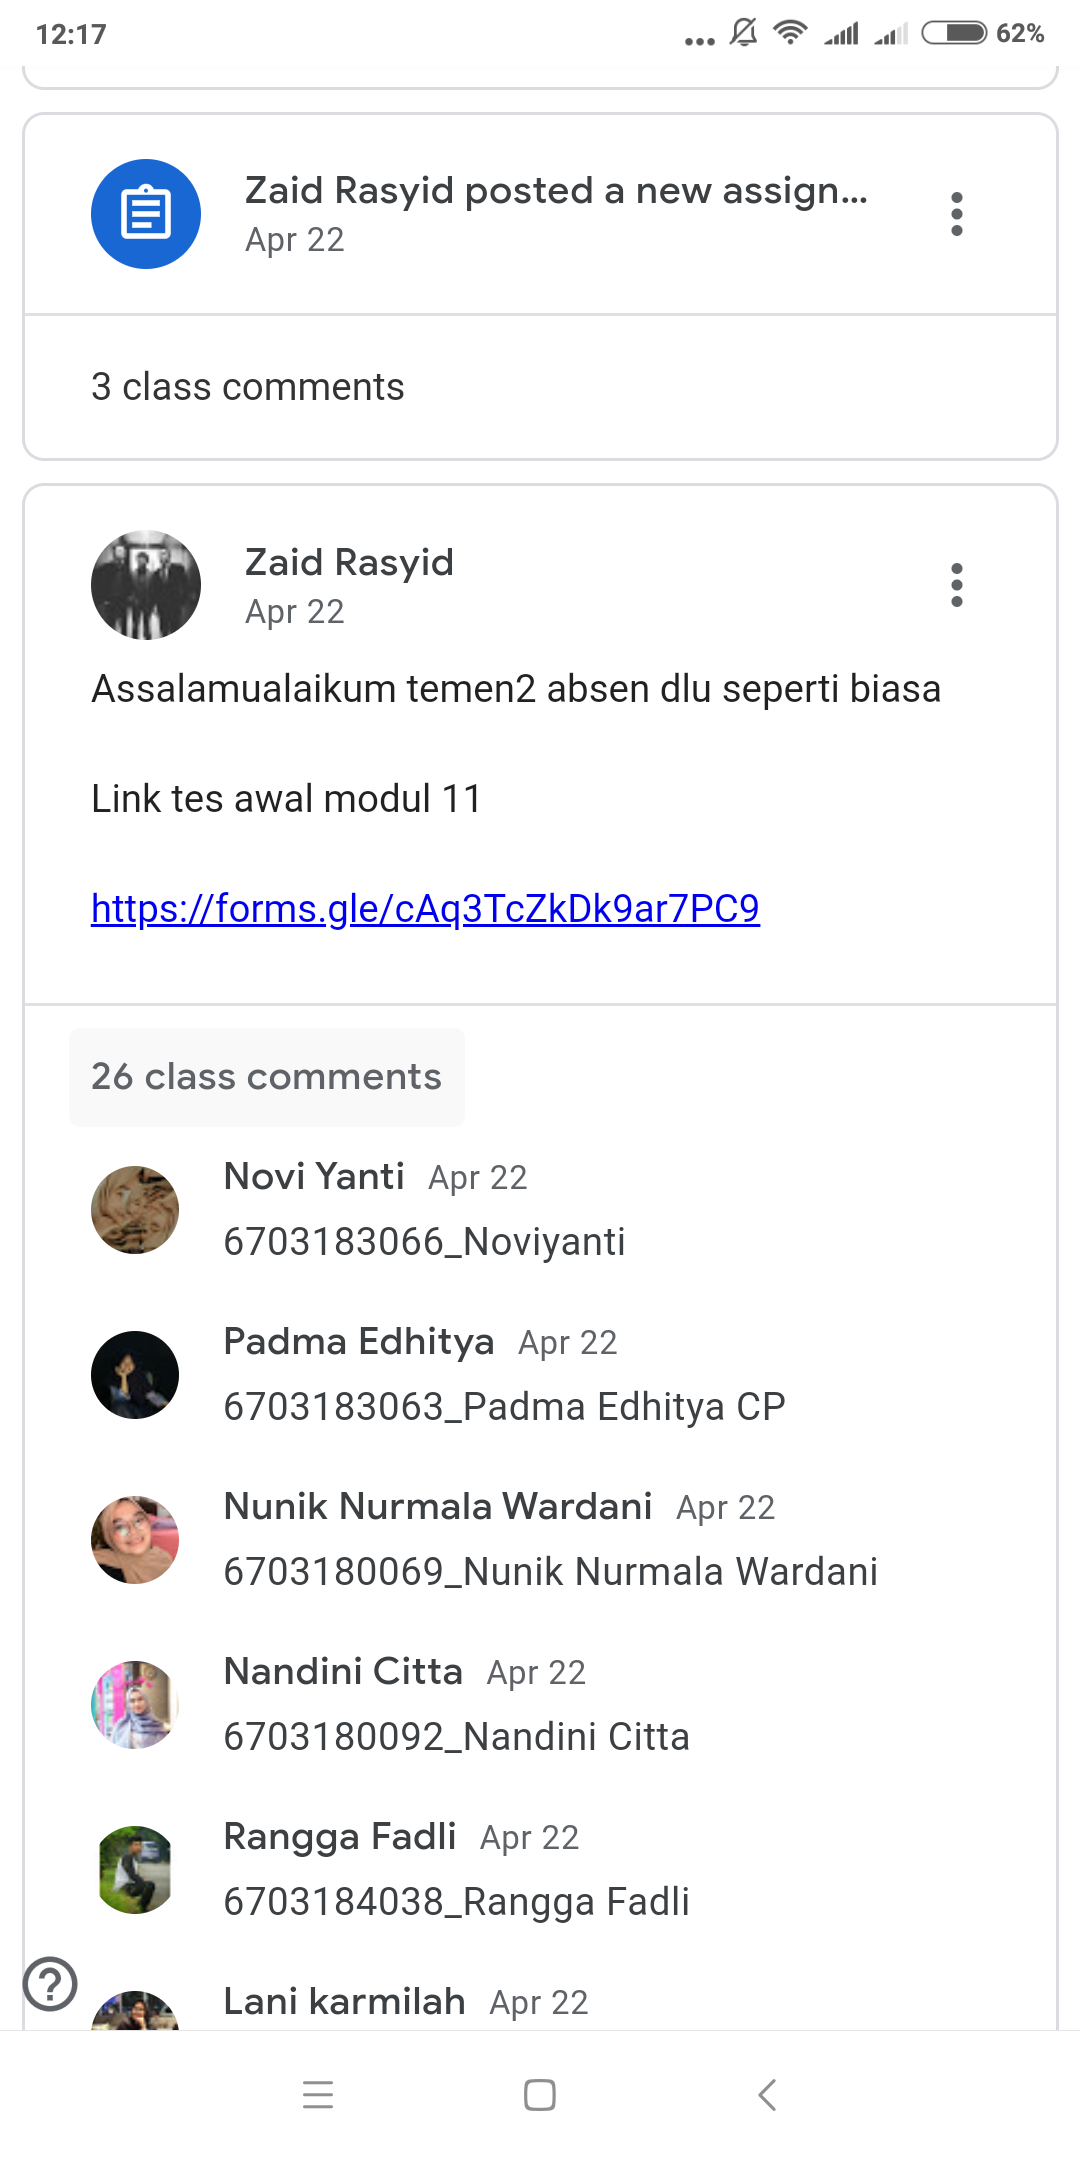 12:17
62%
Zaid Rasyid posted a new assign...
Apr 22
3 class comments
Zaid Rasyid
Apr 22
Assalamualaikum temen2 absen dlu seperti biasa
Link tes awal modul 11
https://forms.gle/cAq3TcZkDk9ar7PC9
26 class comments
Novi Yanti Apr 22
6703183066_Noviyanti
Padma Edhitya Apr 22
6703183063_Padma Edhitya CP
Nunik Nurmala Wardani Apr 22
6703180069_Nunik Nurmala Wardani
Nandini Citta Apr 22
6703180092_Nandini Citta
Rangga Fadli Apr 22
6703184038_Rangga Fadli
Lani karmilah Apr 22